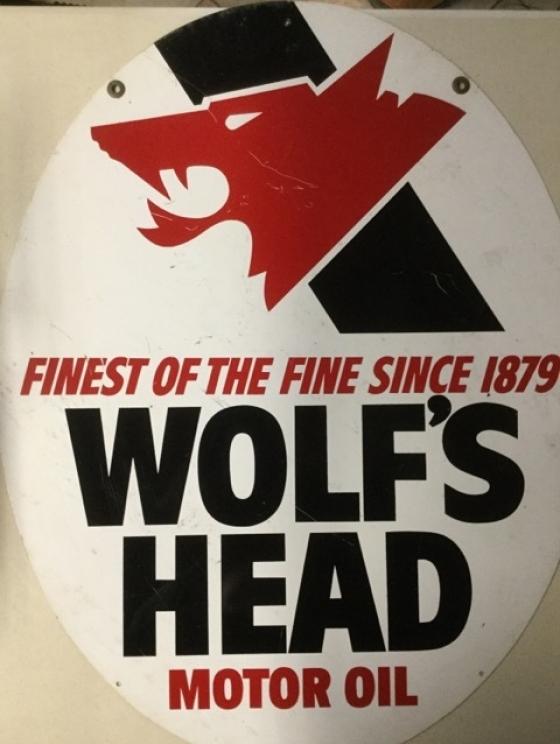 FINEST OF THE FINE SINCE 1879
WOLF'S
HEAD
MOTOR OIL